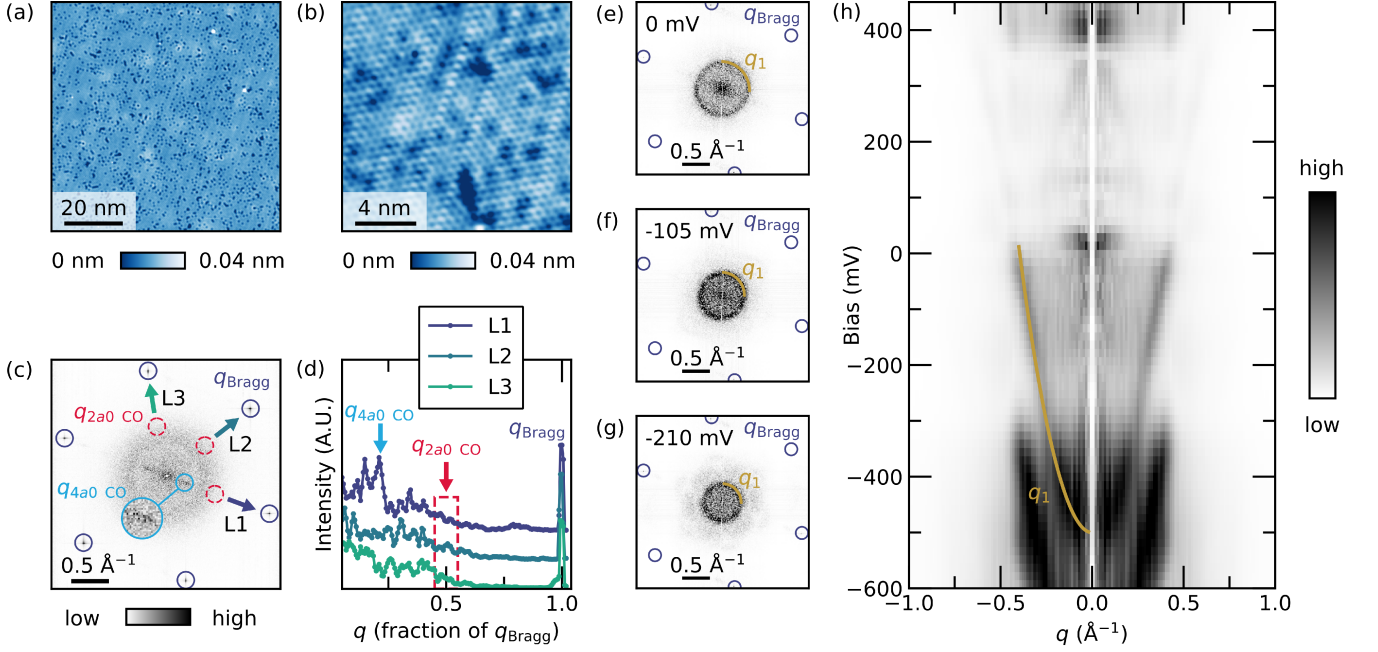 (a)
20 nm
0 nm 0.04 nm
(b)
4 nm
0 nm 0.04 nm
(c)
q_Bragg
L3
q_2a0 CO
L2
q_4a0 CO
L1
0.5 Å⁻¹
low high
(d)
L1
L2
L3
q_4a0 CO
q_Bragg
q_2a0 CO
Intensity (A.U.)
0.5 1.0
q (fraction of q_Bragg)
(e)
0 mV
q_Bragg
q_1
0.5 Å⁻¹
(f)
-105 mV
q_Bragg
q_1
0.5 Å⁻¹
(g)
-210 mV
q_Bragg
q_1
0.5 Å⁻¹
(h)
400
200
0
−200
−400
−600
Bias (mV)
q_1
−1.0 −0.5 0.0 0.5 1.0
q (Å⁻¹)
high
low